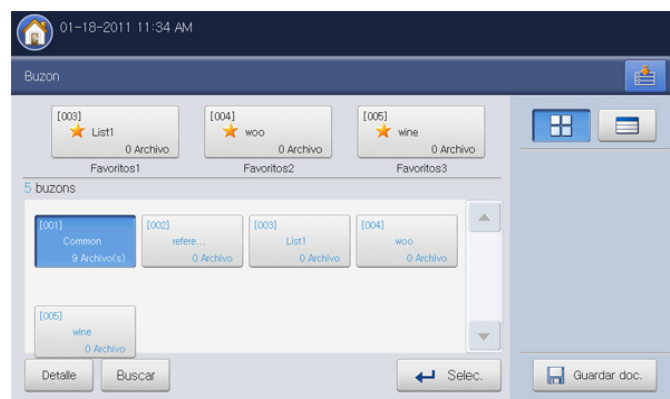 01-18-2011 11:34 AM
Buzon
[003] [004] [005]
List1 woo wine
0 Archivo 0 Archivo 0 Archivo
Favoritos1 Favoritos2 Favoritos3
5 buzons
[001] [002] [003] [004]
Common refere... List1 woo
9 Archivo(s) 0 Archivo 0 Archivo 0 Archivo
[005]
wine
0 Archivo
Detalle Buscar Selec. Guardar doc.